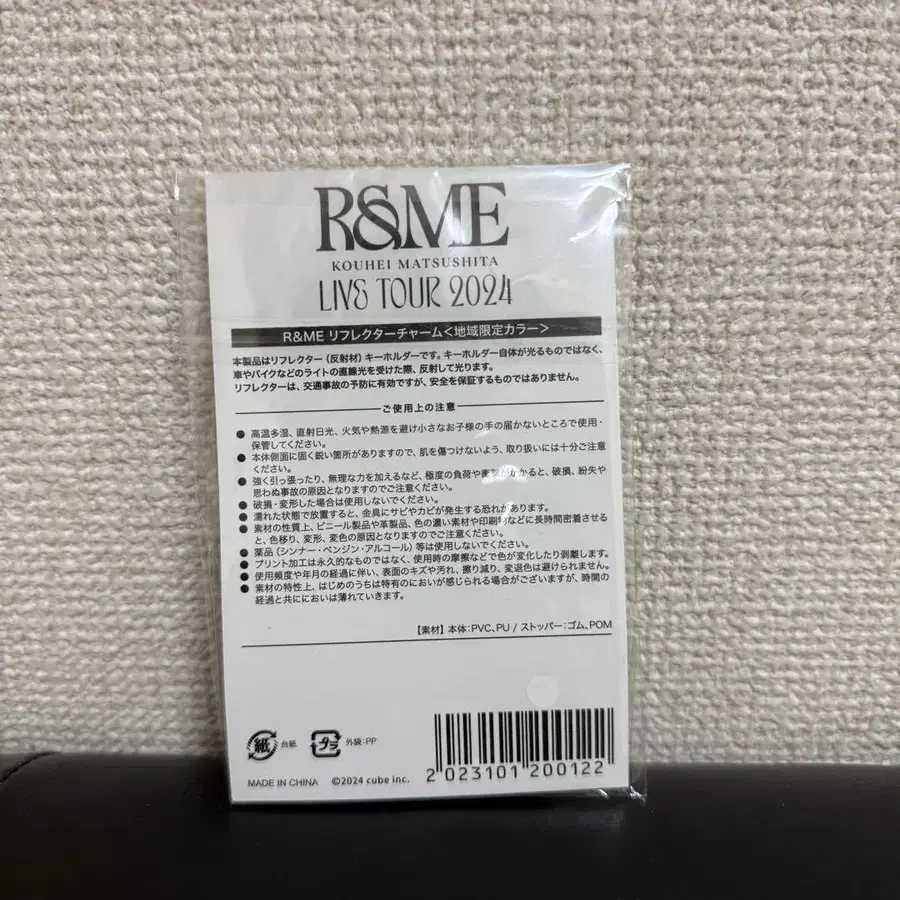 R&ME
KOUHEI MATSUSHITA
LIVE TOUR 2024
R&ME リフレクターチャーム<地域限定カラー>
本製品はリフレクター（反射材）キーホルダーです。キーホルダー自体が光るものではなく、
車やバイクなどのライトの直線光を受けた際、反射して光ります。
リフレクターは、交通事故の予防に有効ですが、安全を保証するものではありません。
ご使用上の注意
● 高温多湿、直射日光、火気や熱源を避け小さなお子様の手の届かないところで使用・
保管してください。
● 本体側面に固く鋭い箇所がありますので、肌を傷つけないよう、取り扱いには十分ご注意
ください。
● 強く引っ張ったり、無理な力を加えるなど、極度の負荷や衝撃がかかると、破損、紛失や
思わぬ事故の原因となりますのでご注意ください。
● 破損・変形した場合は使用しないでください。
● 濡れた状態で放置すると、金具にサビやカビが発生する恐れがあります。
● 素材の性質上、ビニール製品や革製品、色の濃い素材や印刷物などに長時間密着させる
と、色移り、変形、変色の原因となりますのでご注意ください。
● 薬品（シンナー・ベンジン・アルコール）等は使用しないでください。
● プリント加工は永久的なものではなく、使用時の摩擦などで色が変化したり剥離します。
● 使用頻度や年月の経過に伴い、表面のキズや汚れ、擦り減り、変退色は避けられません。
● 素材の特性上、はじめのうちは特有のにおいが感じられる場合がございますが、時間の
経過と共ににおいは薄れていきます。
【素材】本体：PVC、PU / ストッパー：ゴム、POM
紙 台紙 プラ 外袋：PP
MADE IN CHINA ©2024 cube inc.
2 023101 200122